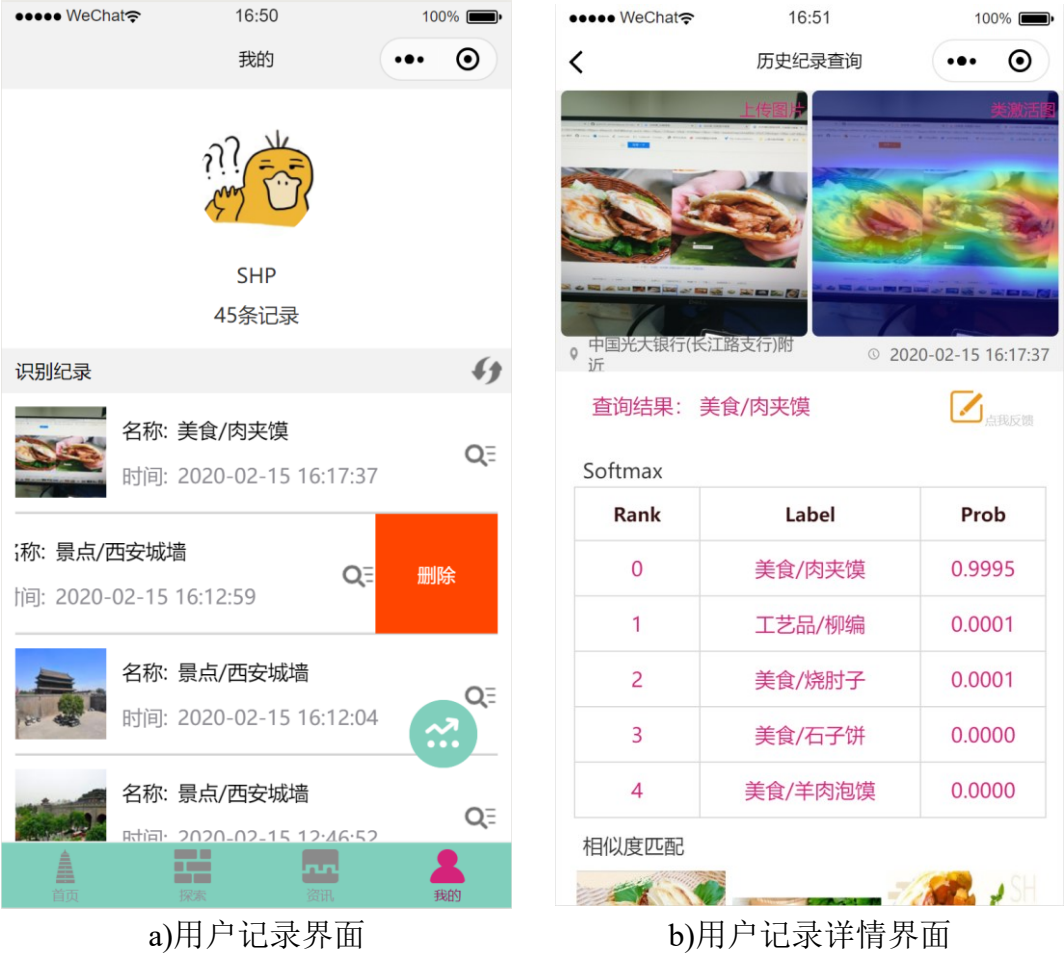 WeChat 16:50 100%
我的
???
SHP
45条记录
识别纪录
名称: 美食/肉夹馍
时间: 2020-02-15 16:17:37
称: 景点/西安城墙
间: 2020-02-15 16:12:59
删除
名称: 景点/西安城墙
时间: 2020-02-15 16:12:04
名称: 景点/西安城墙
时间: 2020-02-15 12:46:52
首页 探索 资讯 我的
a)用户记录界面
WeChat 16:51 100%
历史纪录查询
上传图片 类激活图
中国光大银行(长江路支行)附
近
2020-02-15 16:17:37
查询结果: 美食/肉夹馍
点我反馈
Softmax
Rank Label Prob
0 美食/肉夹馍 0.9995
1 工艺品/柳编 0.0001
2 美食/烧肘子 0.0001
3 美食/石子饼 0.0000
4 美食/羊肉泡馍 0.0000
相似度匹配
SH
b)用户记录详情界面